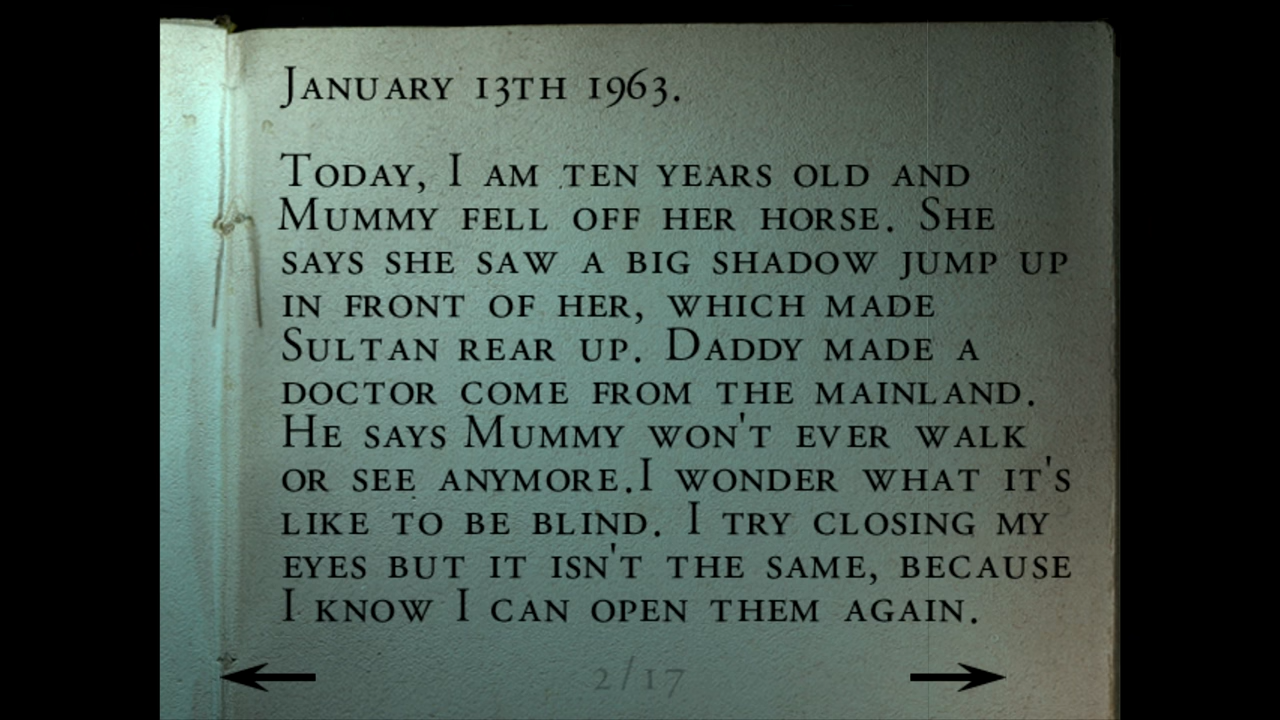 January 13th 1963.
Today, I am ten years old and
Mummy fell off her horse. She
says she saw a big shadow jump up
in front of her, which made
Sultan rear up. Daddy made a
doctor come from the mainland.
He says Mummy won't ever walk
or see anymore.I wonder what it's
like to be blind. I try closing my
eyes but it isn't the same, because
I know I can open them again.
2/17